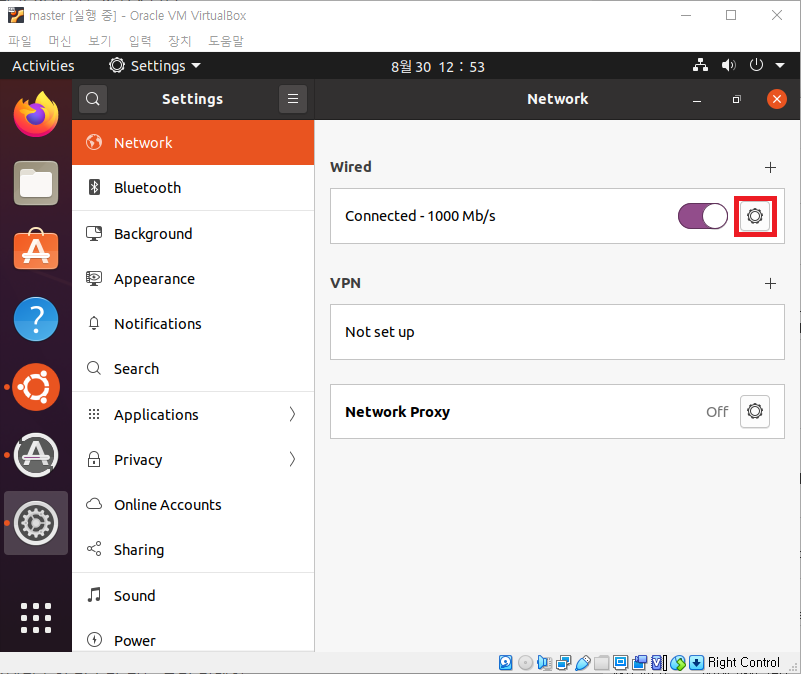 master [실행 중] - Oracle VM VirtualBox
파일 머신 보기 입력 장치 도움말
Activities Settings 8월 30 12 : 53
Settings
Network
Network
Bluetooth
Background
Appearance
Notifications
Search
Applications
Privacy
Online Accounts
Sharing
Sound
Power
Wired
Connected - 1000 Mb/s
VPN
Not set up
Network Proxy Off
Right Control